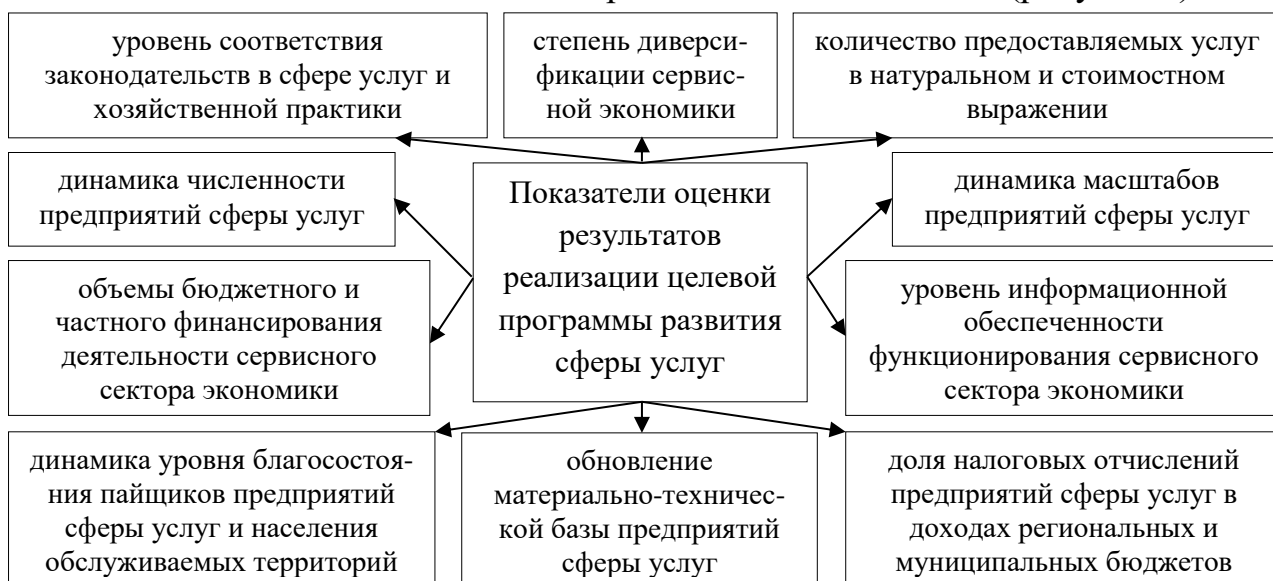 уровень соответствия
законодательств в сфере услуг и
хозяйственной практики
степень диверси-
фикации сервис-
ной экономики
количество предоставляемых услуг
в натуральном и стоимостном
выражении
динамика численности
предприятий сферы услуг
Показатели оценки
результатов
реализации целевой
программы развития
сферы услуг
динамика масштабов
предприятий сферы услуг
объемы бюджетного и
частного финансирования
деятельности сервисного
сектора экономики
уровень информационной
обеспеченности
функционирования сервисного
сектора экономики
динамика уровня благосостоя-
ния пайщиков предприятий
сферы услуг и населения
обслуживаемых территорий
обновление
материально-техничес-
кой базы предприятий
сферы услуг
доля налоговых отчислений
предприятий сферы услуг в
доходах региональных и
муниципальных бюджетов